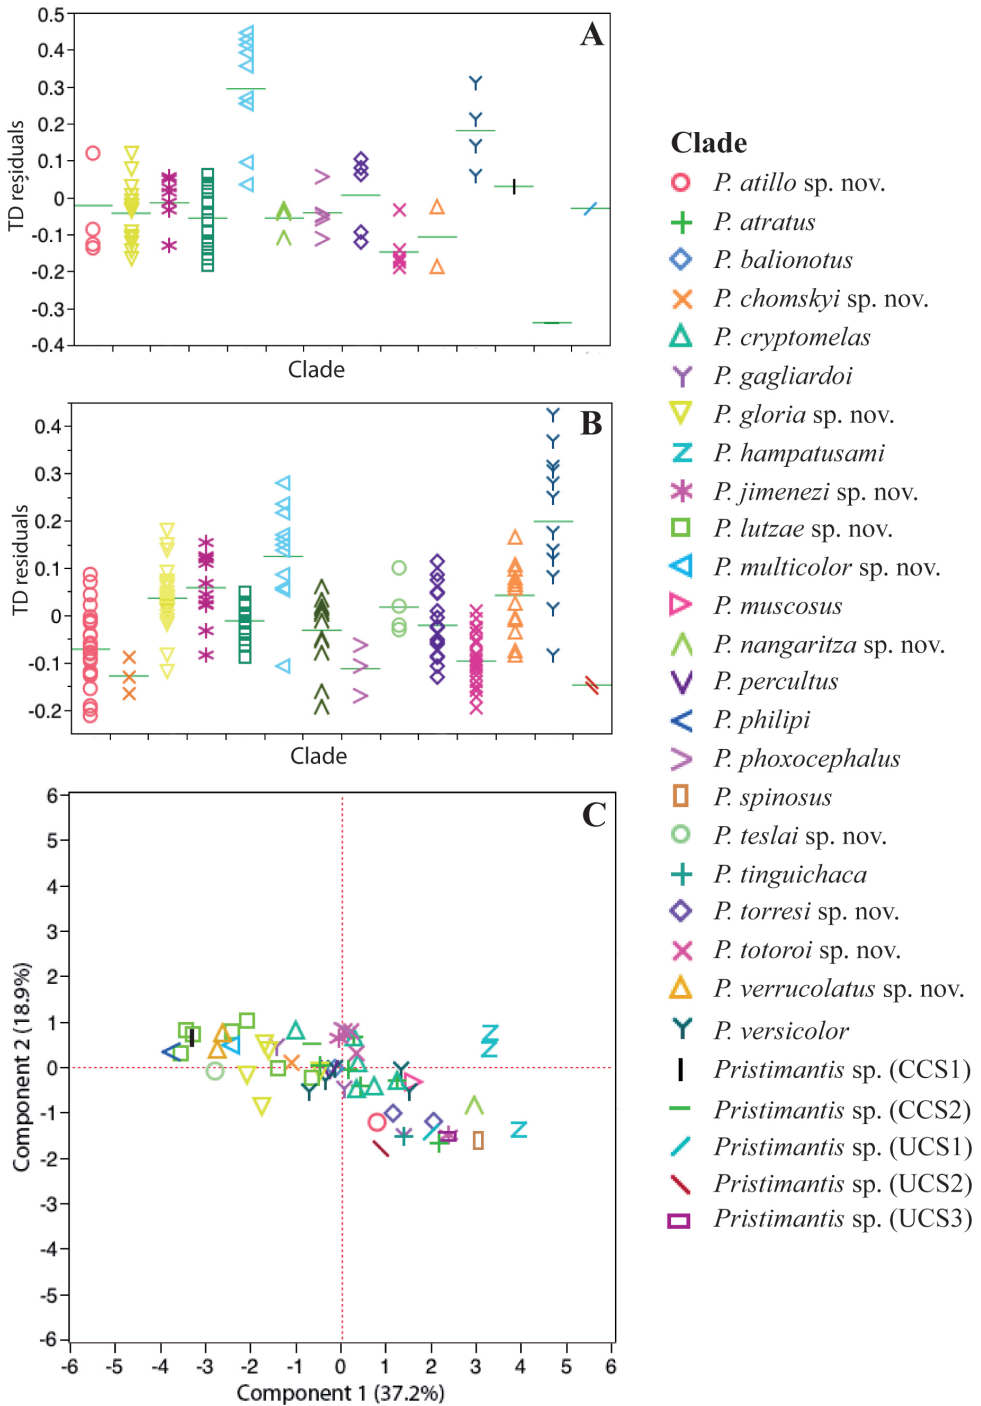 A
0.5
0.4
0.3
0.2
0.1
0
-0.1
-0.2
-0.3
-0.4
TD residuals
Clade
B
0.4
0.3
0.2
0.1
0
-0.1
-0.2
TD residuals
Clade
C
6
5
4
3
2
1
0
-1
-2
-3
-4
-5
-6
Component 2 (18.9%)
-6 -6 -4 -3 -2 -1 0 1 2 3 4 5 6
Component 1 (37.2%)
Clade
P. atillo sp. nov.
P. atratus
P. balionotus
P. chomskyi sp. nov.
P. cryptomelas
P. gagliardoi
P. gloria sp. nov.
P. hampatusami
P. jimenezi sp. nov.
P. lutzae sp. nov.
P. multicolor sp. nov.
P. muscosus
P. nangaritza sp. nov.
P. percultus
P. philipi
P. phoxocephalus
P. spinosus
P. teslai sp. nov.
P. tinguichaca
P. torresi sp. nov.
P. totoroi sp. nov.
P. verrucolatus sp. nov.
P. versicolor
Pristimantis sp. (CCS1)
Pristimantis sp. (CCS2)
Pristimantis sp. (UCS1)
Pristimantis sp. (UCS2)
Pristimantis sp. (UCS3)